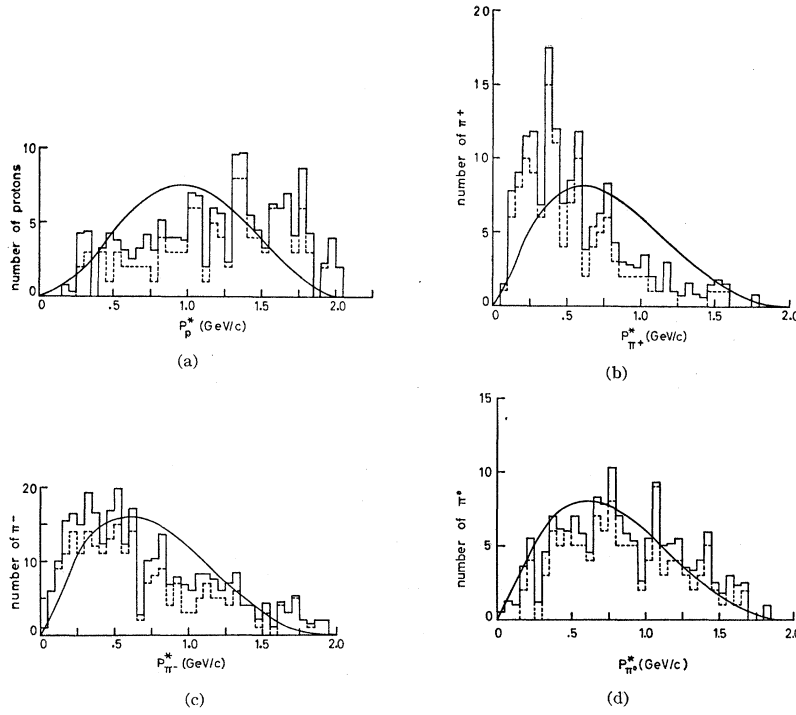 number of protons
10
5
0
0
.5
1.0
1.5
2.0
P*p (GeV/c)
(a)
number of π+
20
15
10
5
0
0
.5
1.0
1.5
2.0
P*π+ (GeV/c)
(b)
number of π-
20
10
0
0
.5
1.0
1.5
2.0
P*π- (GeV/c)
(c)
number of π°
15
10
5
0
0
.5
1.0
1.5
2.0
P*π° (GeV/c)
(d)